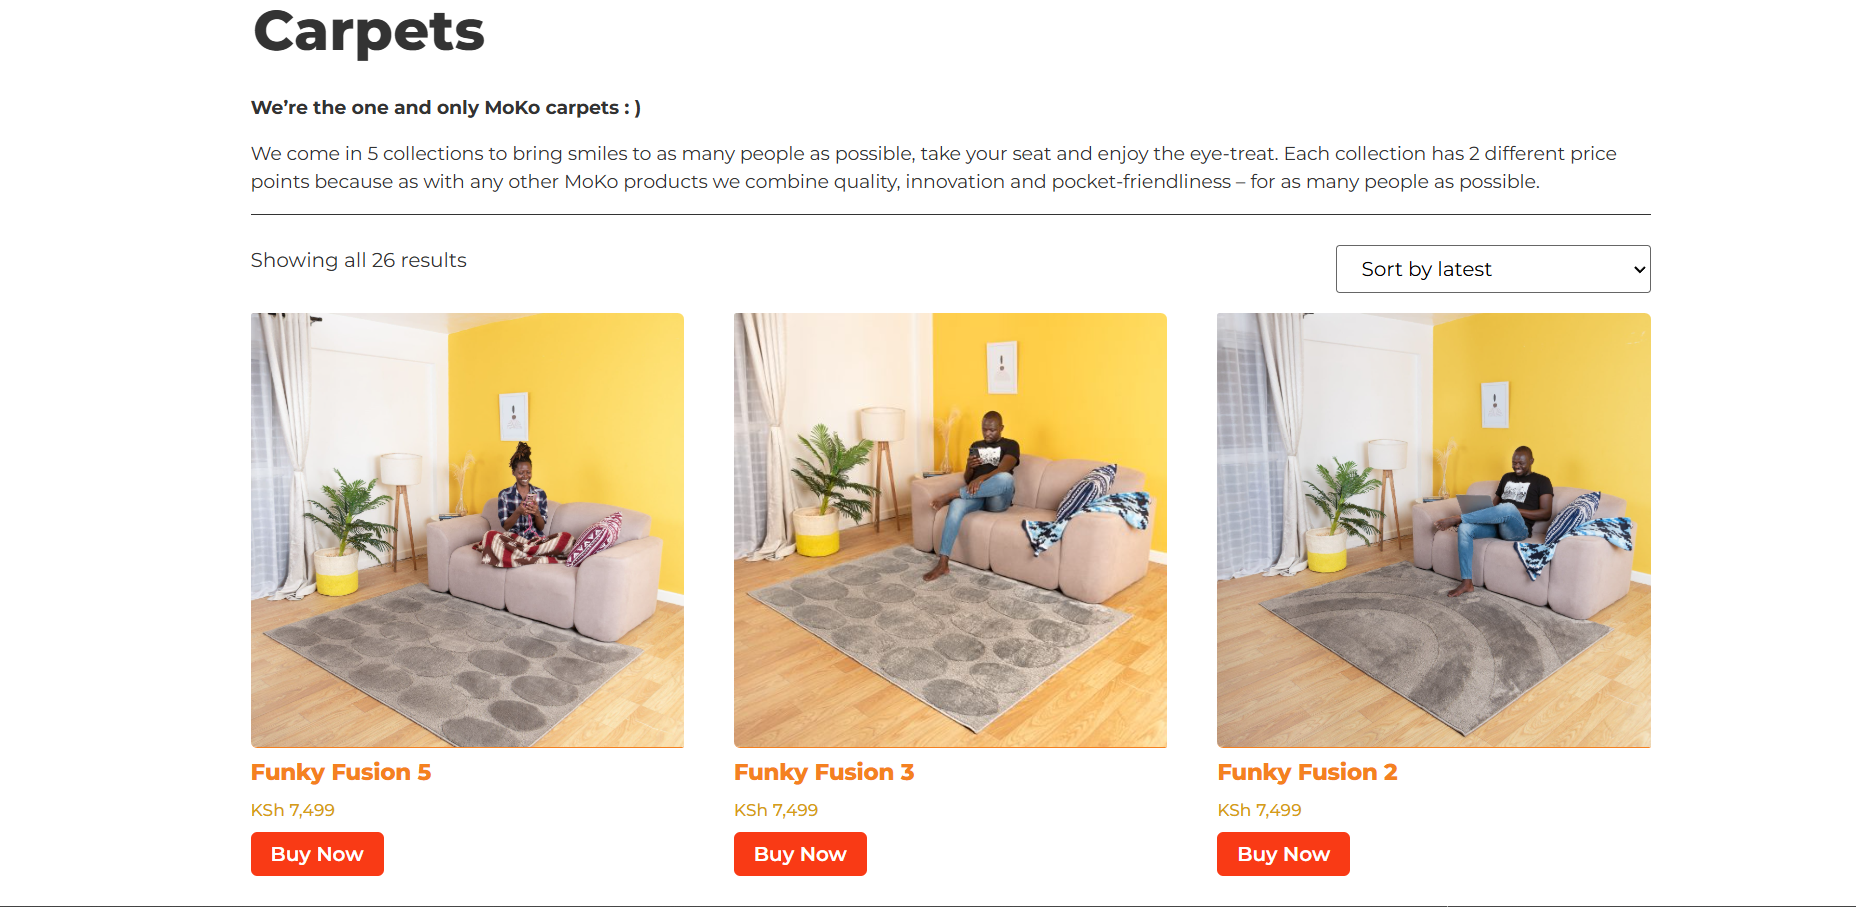 Carpets
We’re the one and only MoKo carpets : )
We come in 5 collections to bring smiles to as many people as possible, take your seat and enjoy the eye-treat. Each collection has 2 different price
points because as with any other MoKo products we combine quality, innovation and pocket-friendliness – for as many people as possible.
Showing all 26 results
Sort by latest
Funky Fusion 5
Funky Fusion 3
Funky Fusion 2
KSh 7,499
KSh 7,499
KSh 7,499
Buy Now
Buy Now
Buy Now